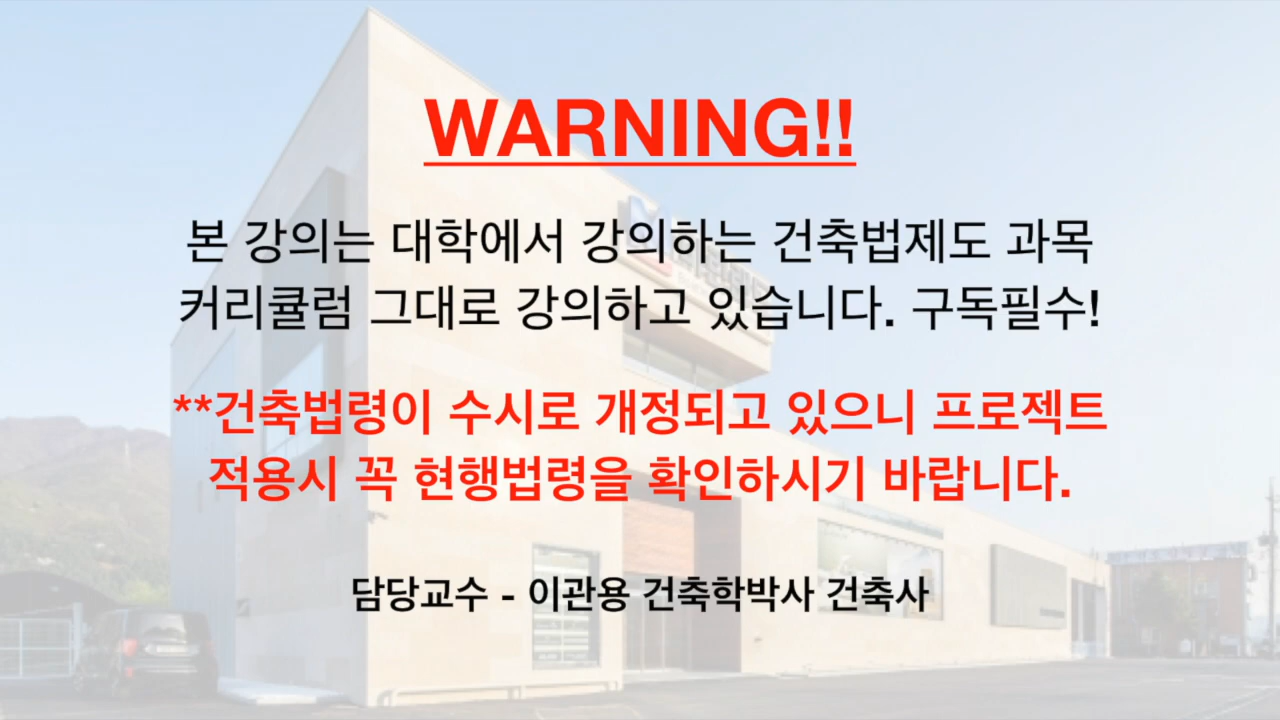 WARNING!!
본 강의는 대학에서 강의하는 건축법제도 과목
커리큘럼 그대로 강의하고 있습니다. 구독필수!
**건축법령이 수시로 개정되고 있으니 프로젝트
적용시 꼭 현행법령을 확인하시기 바랍니다.
담당교수 - 이관용 건축학박사 건축사